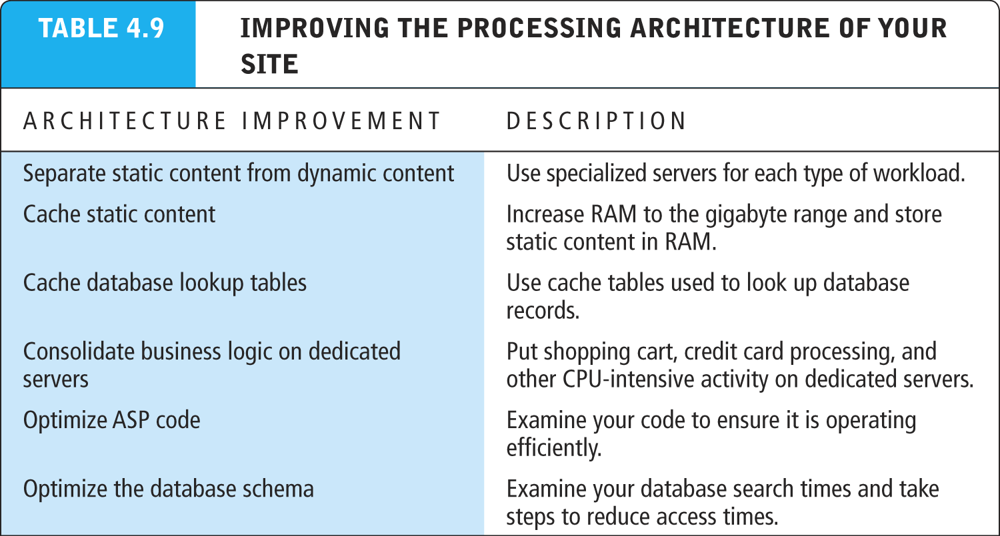 TABLE 4.9
IMPROVING THE PROCESSING ARCHITECTURE OF YOUR
SITE
ARCHITECTURE IMPROVEMENT
DESCRIPTION
Separate static content from dynamic content
Use specialized servers for each type of workload.
Cache static content
Increase RAM to the gigabyte range and store
static content in RAM.
Cache database lookup tables
Use cache tables used to look up database
records.
Consolidate business logic on dedicated
servers
Put shopping cart, credit card processing, and
other CPU-intensive activity on dedicated servers.
Optimize ASP code
Examine your code to ensure it is operating
efficiently.
Optimize the database schema
Examine your database search times and take
steps to reduce access times.